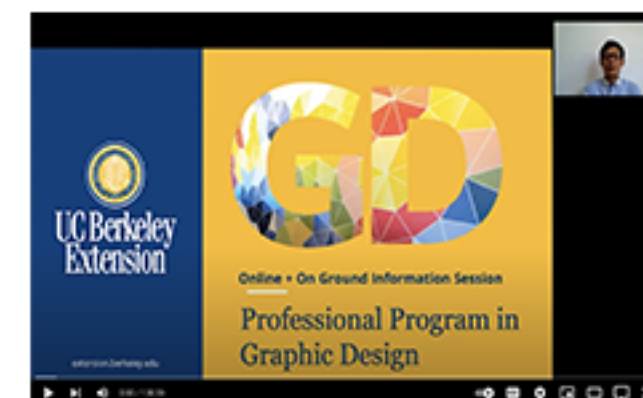 UC Berkeley
Extension
extension.berkeley.edu
GD
Online + On Ground Information Session
Professional Program in
Graphic Design